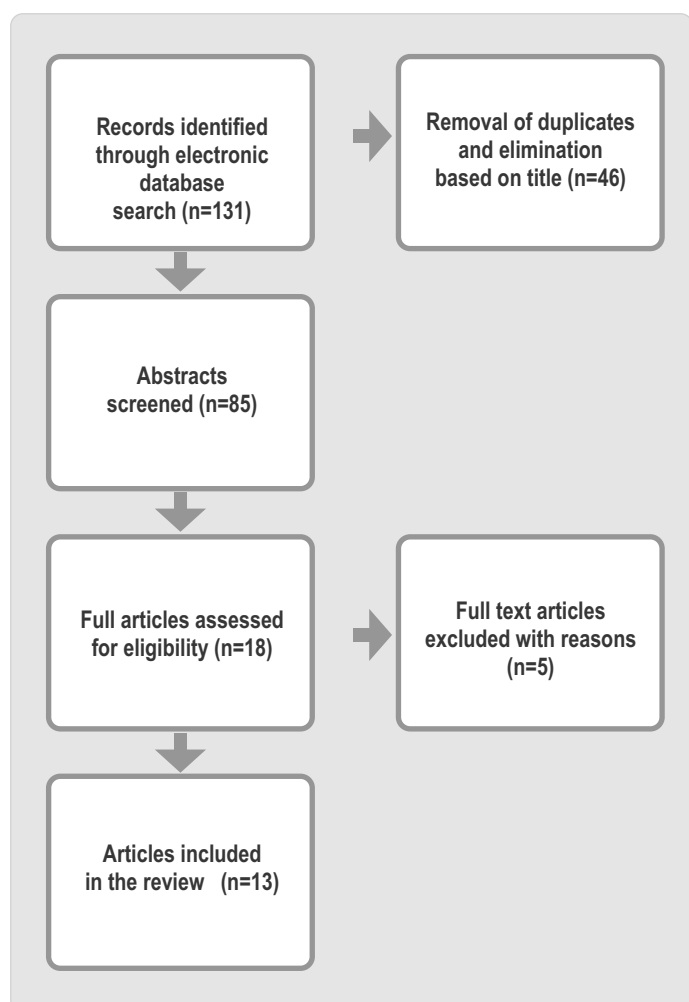 Records identified
through electronic
database
search (n=131)
Removal of duplicates
and elimination
based on title (n=46)
Abstracts
screened (n=85)
Full articles assessed
for eligibility (n=18)
Full text articles
excluded with reasons
(n=5)
Articles included
in the review (n=13)